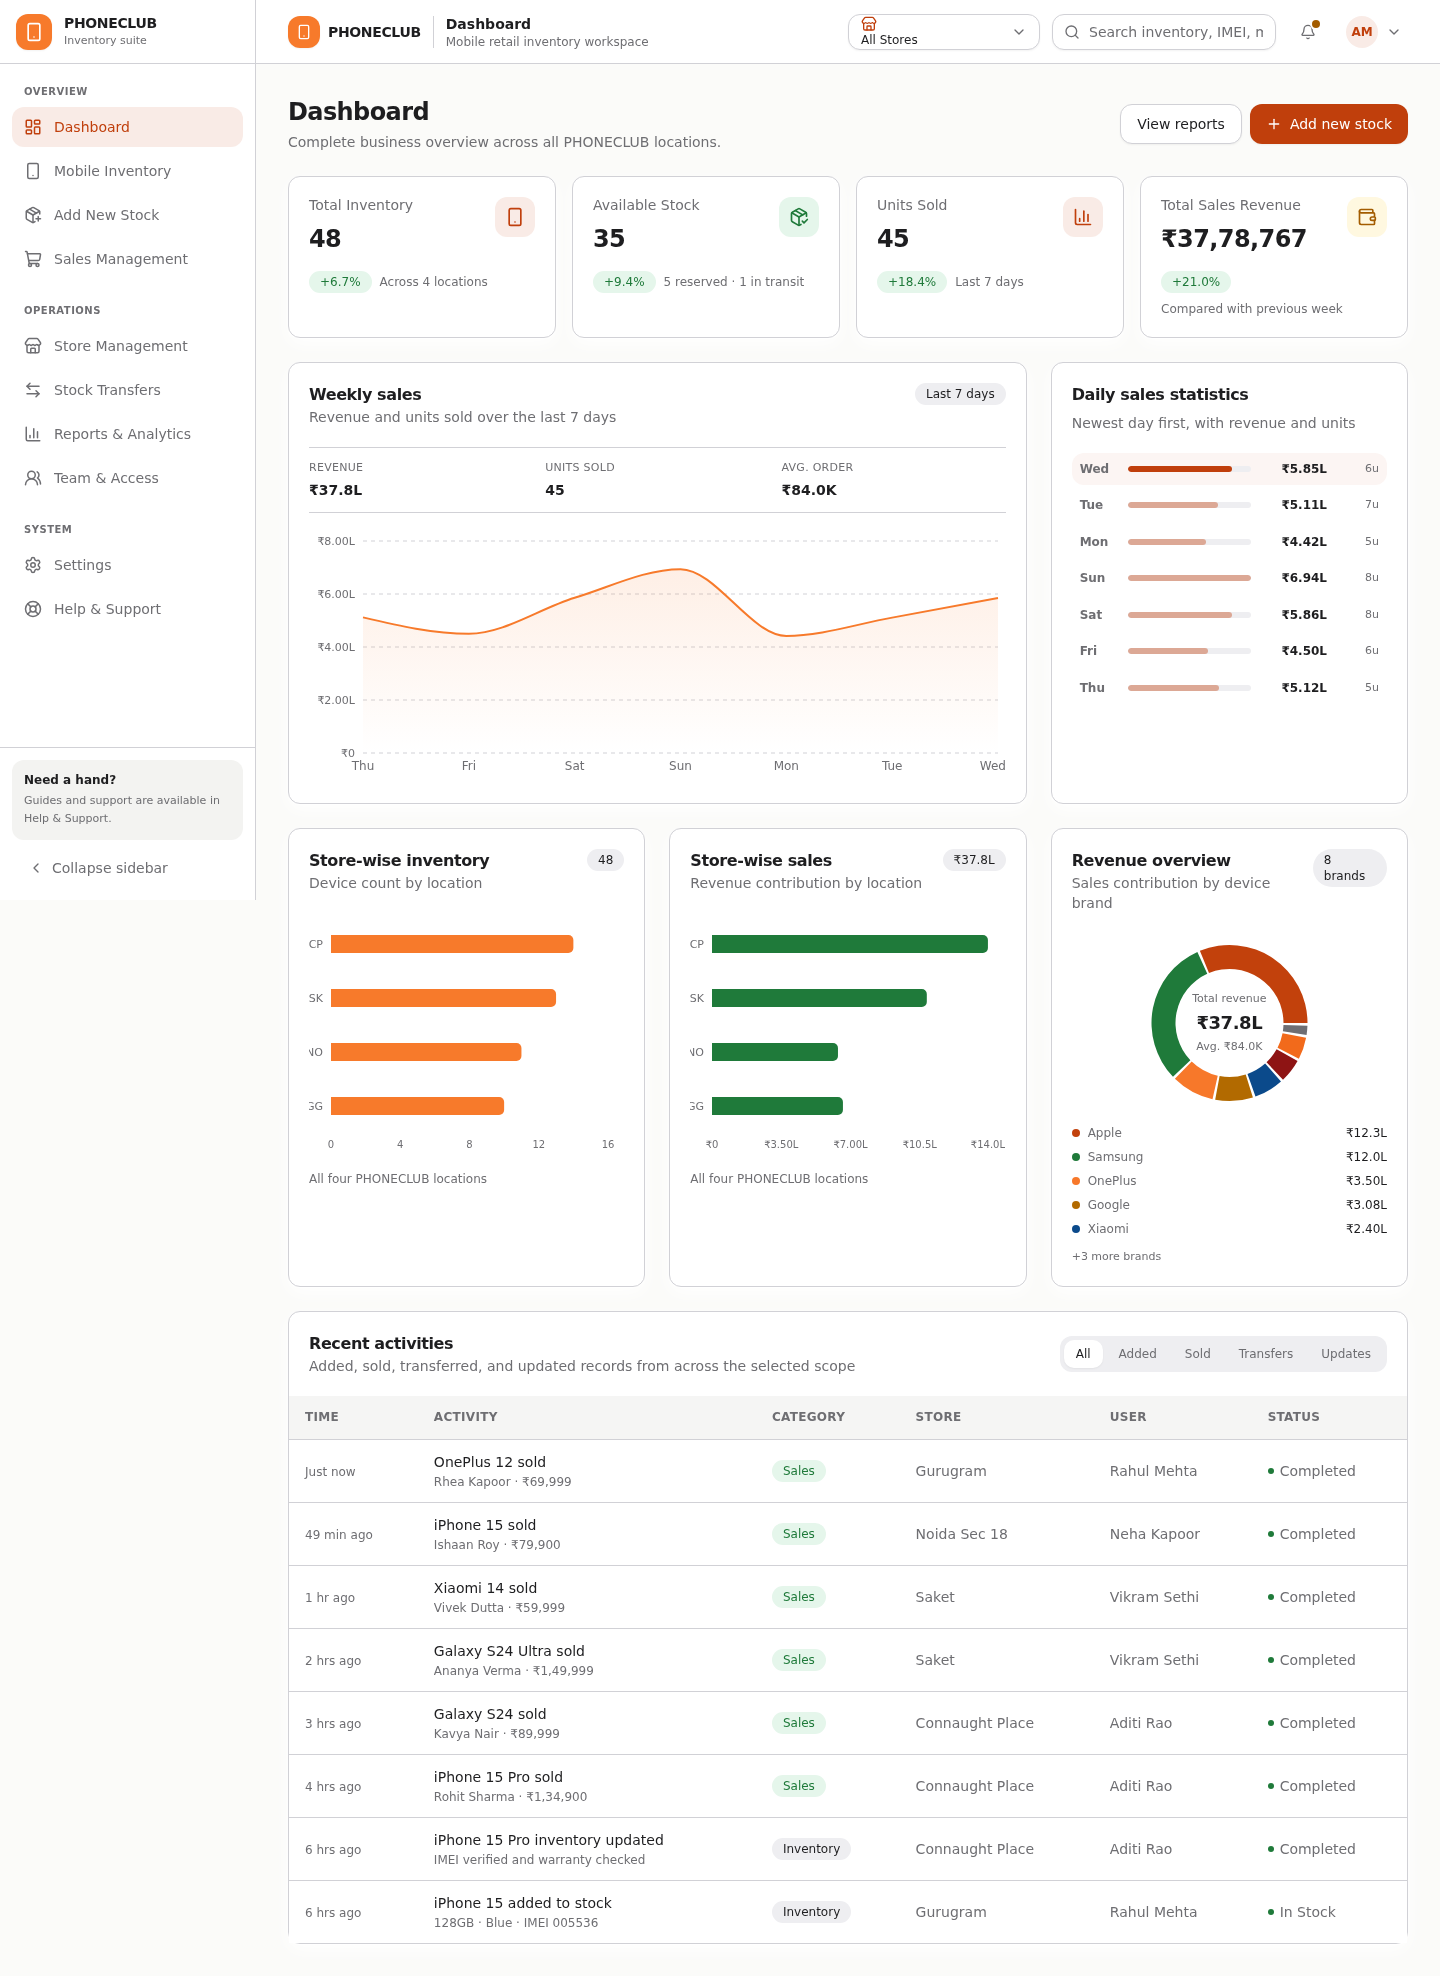 PHONECLUB
Inventory suite
OVERVIEW
Dashboard
Mobile Inventory
Add New Stock
Sales Management
OPERATIONS
Store Management
Stock Transfers
Reports & Analytics
Team & Access
SYSTEM
Settings
Help & Support
Need a hand?
Guides and support are available in
Help & Support.
Collapse sidebar
PHONECLUB
Dashboard
Mobile retail inventory workspace
All Stores
Search inventory, IMEI, n
AM
Dashboard
Complete business overview across all PHONECLUB locations.
View reports
Add new stock
Total Inventory
48
+6.7% Across 4 locations
Available Stock
35
+9.4% 5 reserved · 1 in transit
Units Sold
45
+18.4% Last 7 days
Total Sales Revenue
₹37,78,767
+21.0%
Compared with previous week
Weekly sales
Revenue and units sold over the last 7 days
Last 7 days
REVENUE UNITS SOLD AVG. ORDER
₹37.8L 45 ₹84.0K
₹8.00L
₹6.00L
₹4.00L
₹2.00L
₹0
Thu Fri Sat Sun Mon Tue Wed
Daily sales statistics
Newest day first, with revenue and units
Wed ₹5.85L 6u
Tue ₹5.11L 7u
Mon ₹4.42L 5u
Sun ₹6.94L 8u
Sat ₹5.86L 8u
Fri ₹4.50L 6u
Thu ₹5.12L 5u
Store-wise inventory
48
Device count by location
CP
SK
NO
GG
0 4 8 12 16
All four PHONECLUB locations
Store-wise sales
₹37.8L
Revenue contribution by location
CP
SK
NO
GG
₹0 ₹3.50L ₹7.00L ₹10.5L ₹14.0L
All four PHONECLUB locations
Revenue overview
8
brands
Sales contribution by device
brand
Total revenue
₹37.8L
Avg. ₹84.0K
Apple ₹12.3L
Samsung ₹12.0L
OnePlus ₹3.50L
Google ₹3.08L
Xiaomi ₹2.40L
+3 more brands
Recent activities
Added, sold, transferred, and updated records from across the selected scope
All Added Sold Transfers Updates
TIME ACTIVITY CATEGORY STORE USER STATUS
Just now OnePlus 12 sold Sales Gurugram Rahul Mehta Completed
Rhea Kapoor · ₹69,999
49 min ago iPhone 15 sold Sales Noida Sec 18 Neha Kapoor Completed
Ishaan Roy · ₹79,900
1 hr ago Xiaomi 14 sold Sales Saket Vikram Sethi Completed
Vivek Dutta · ₹59,999
2 hrs ago Galaxy S24 Ultra sold Sales Saket Vikram Sethi Completed
Ananya Verma · ₹1,49,999
3 hrs ago Galaxy S24 sold Sales Connaught Place Aditi Rao Completed
Kavya Nair · ₹89,999
4 hrs ago iPhone 15 Pro sold Sales Connaught Place Aditi Rao Completed
Rohit Sharma · ₹1,34,900
6 hrs ago iPhone 15 Pro inventory updated Inventory Connaught Place Aditi Rao Completed
IMEI verified and warranty checked
6 hrs ago iPhone 15 added to stock Inventory Gurugram Rahul Mehta In Stock
128GB · Blue · IMEI 005536